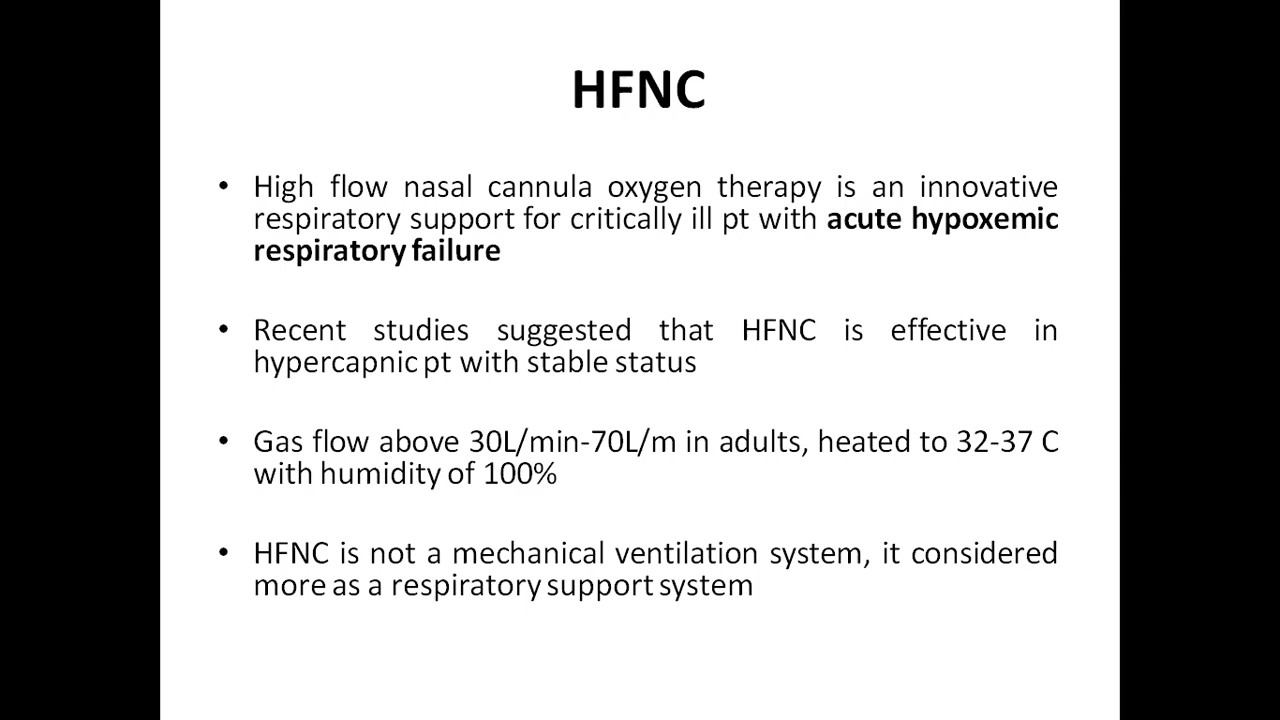 HFNC
• High flow nasal cannula oxygen therapy is an innovative
respiratory support for critically ill pt with acute hypoxemic
respiratory failure
• Recent studies suggested that HFNC is effective in
hypercapnic pt with stable status
• Gas flow above 30L/min-70L/m in adults, heated to 32-37 C
with humidity of 100%
• HFNC is not a mechanical ventilation system, it considered
more as a respiratory support system